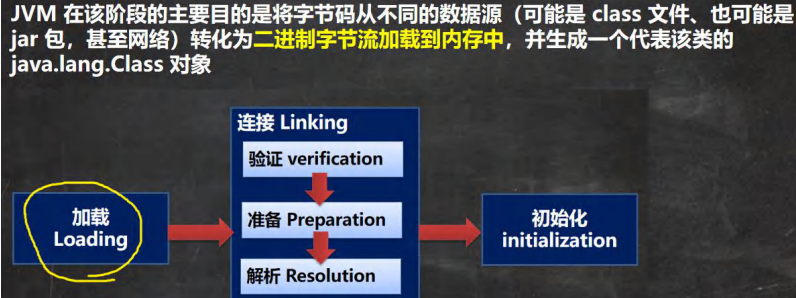 JVM 在该阶段的主要目的是将字节码从不同的数据源（可能是 class 文件、也可能是
jar 包，甚至网络）转化为二进制字节流加载到内存中，并生成一个代表该类的
java.lang.Class 对象
连接 Linking
验证 verification
加载
Loading
准备 Preparation
初始化
initialization
解析 Resolution